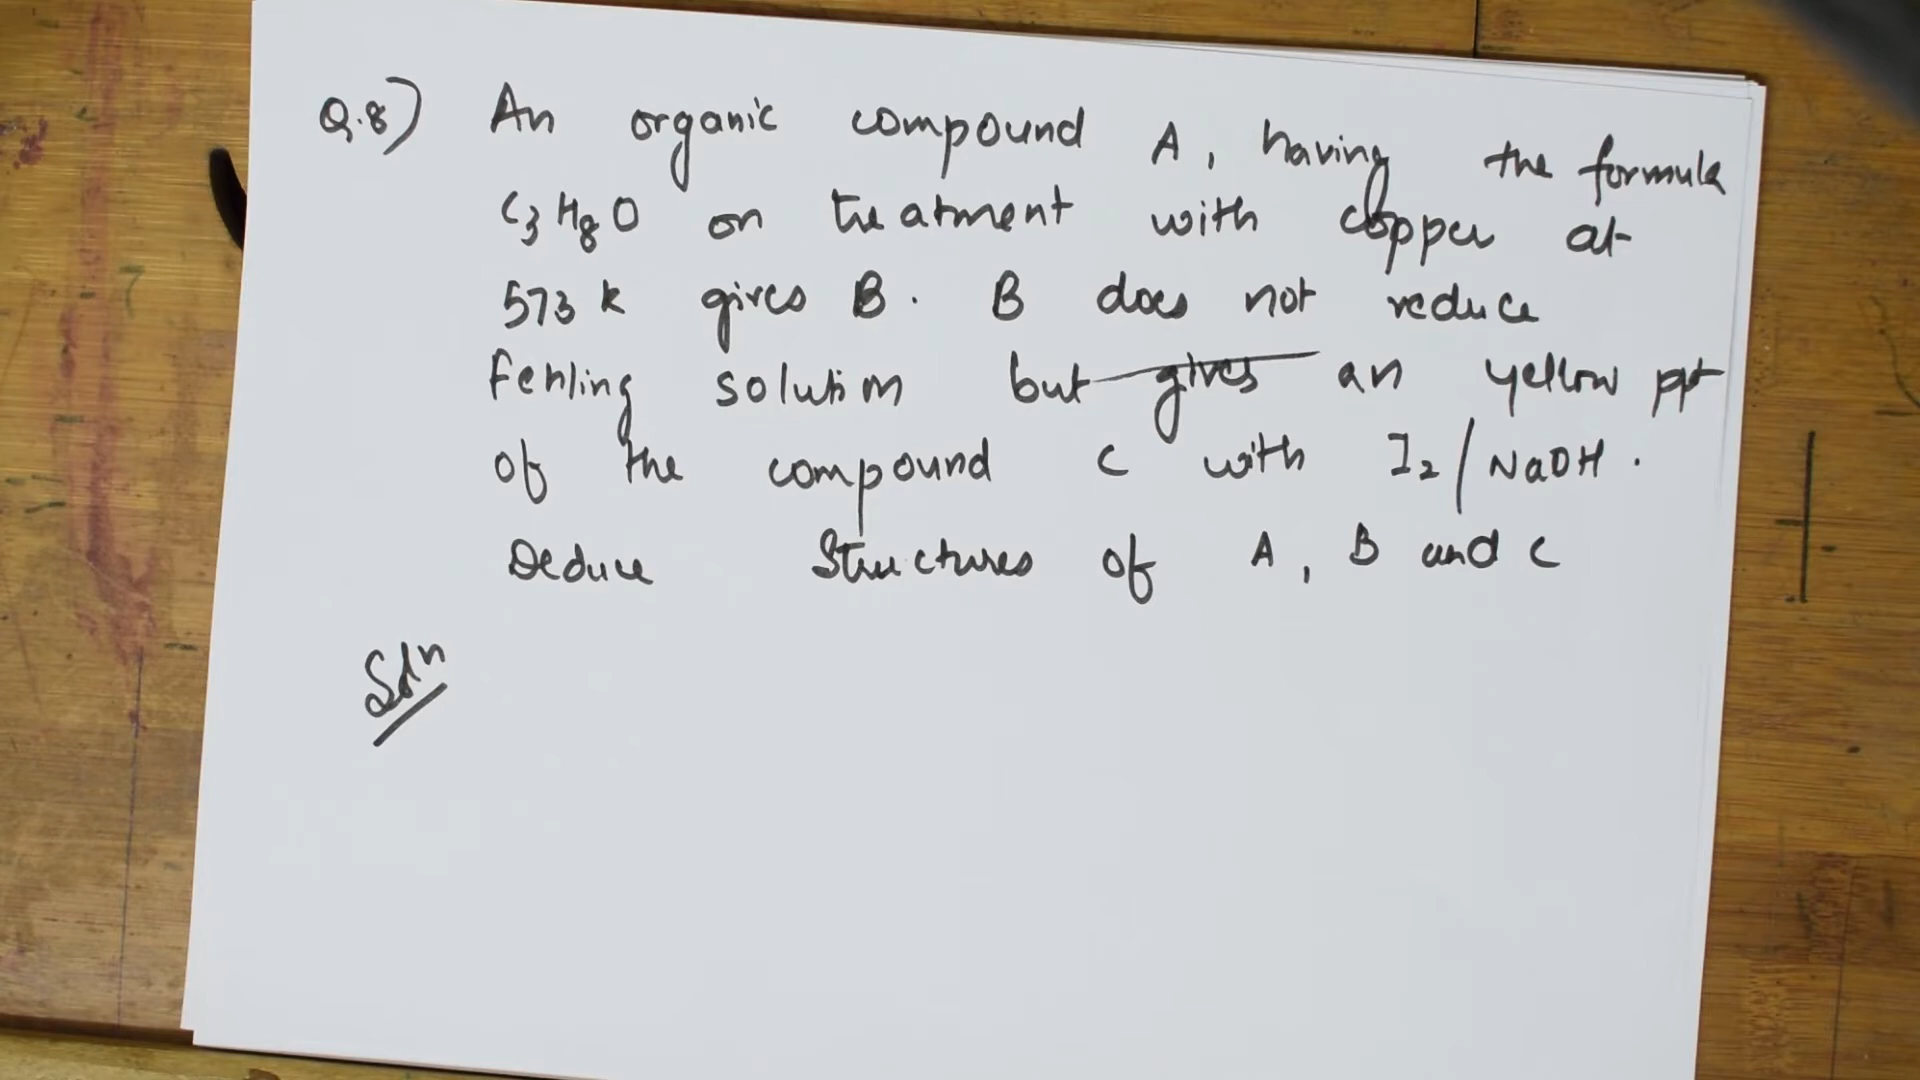 Q.8) An organic compound A, having the formula
C3H8O on treatment with copper at
573 k gives B. B does not reduce
Fehling solution but gives an yellow ppt
of the compound C with I2/NaOH.
Deduce Structures of A, B and C
Soln